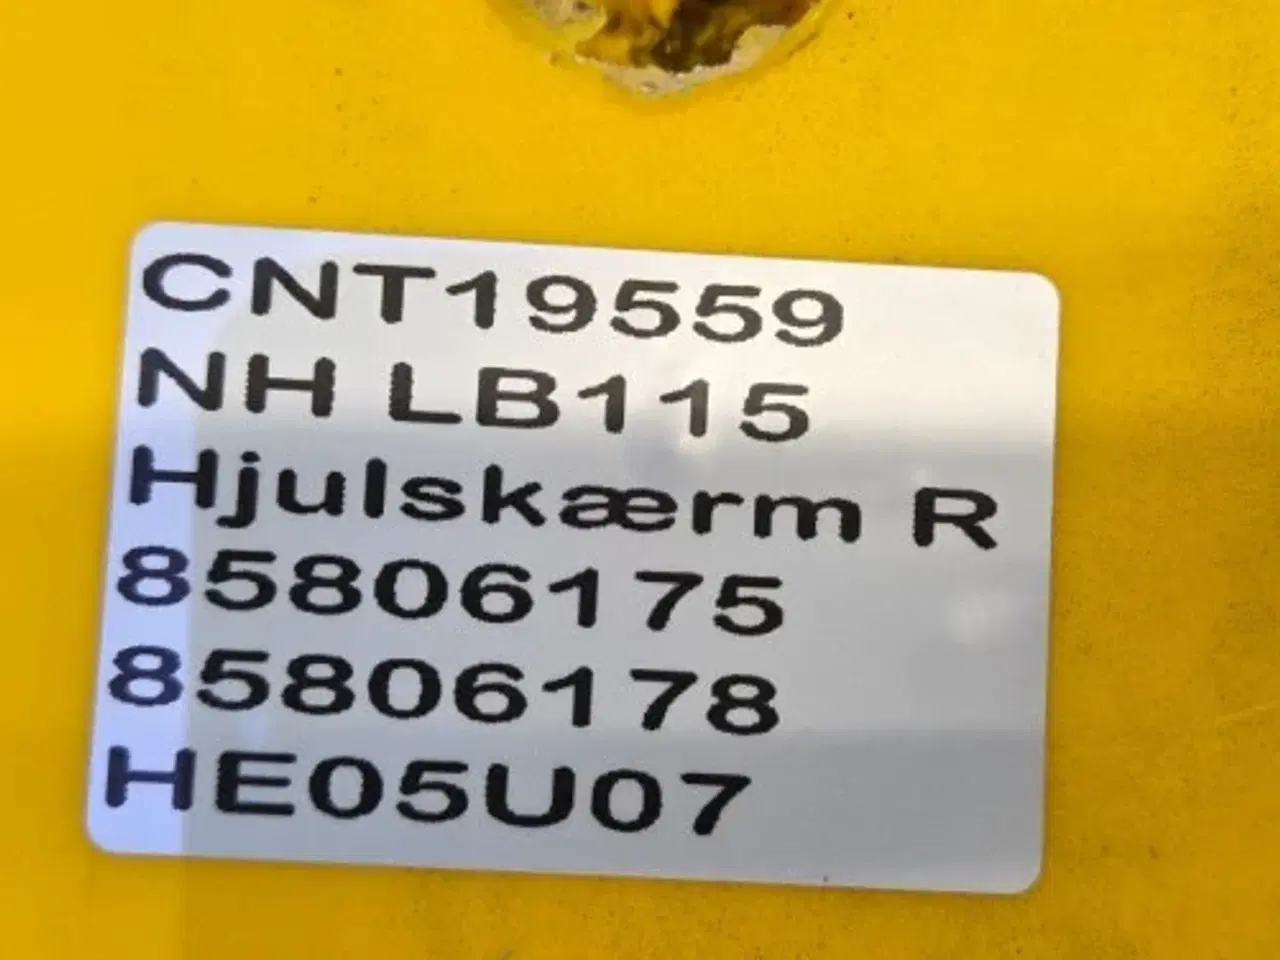 CNT19559
NH LB115
Hjulskærm R
85806175
85806178
HE05U07